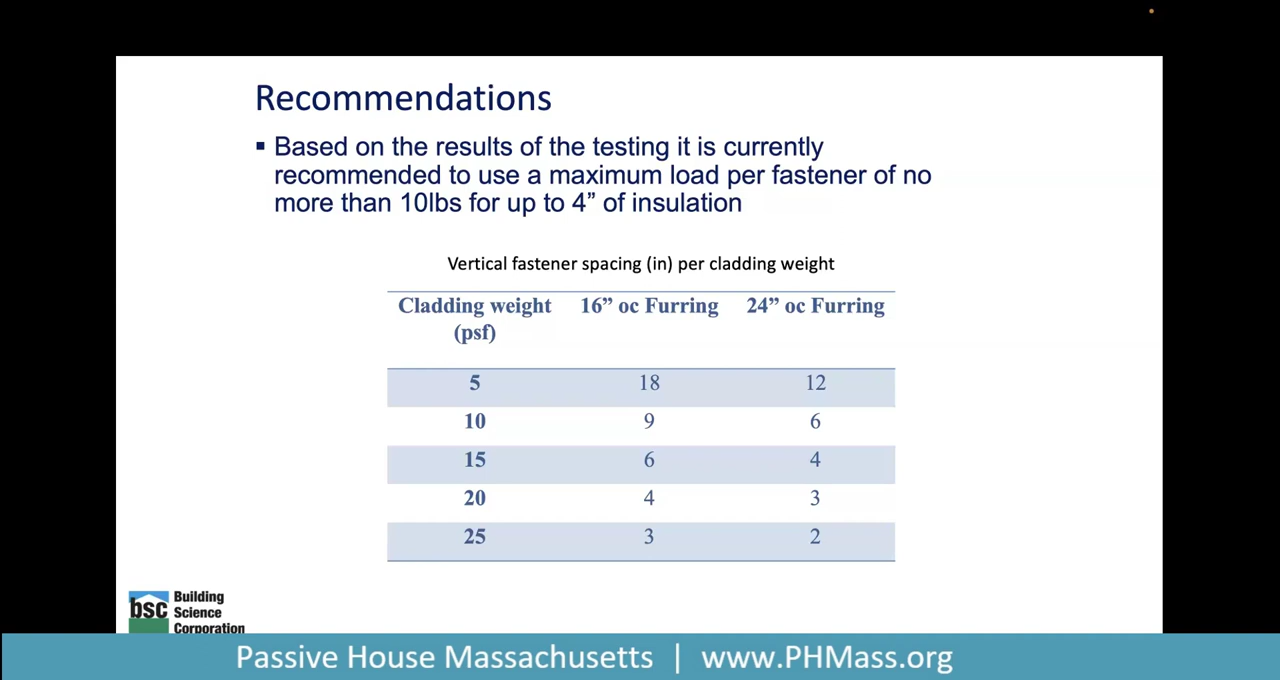 Recommendations
▪ Based on the results of the testing it is currently
recommended to use a maximum load per fastener of no
more than 10lbs for up to 4” of insulation
Vertical fastener spacing (in) per cladding weight
Cladding weight 16” oc Furring 24” oc Furring
(psf)
5 18 12
10 9 6
15 6 4
20 4 3
25 3 2
bsc Building
Science
Corporation
Passive House Massachusetts | www.PHMass.org